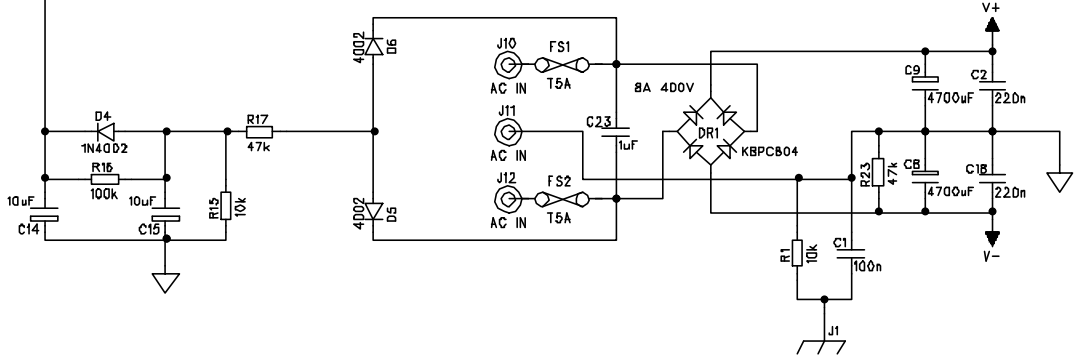 V+
J10
FS1
4002
D6
AC IN
T5A
8A 400V
C9
C2
4700uF
220n
D4
R17
J11
C23
DR1
1N4002
47k
AC IN
1uF
KBPC804
R16
J12
FS2
R23
47k
C8
C18
100k
4700uF
220n
10uF
10uF
R15
10k
4002
D5
AC IN
T5A
C14
C15
R1
10k
C1
100n
V-
J1